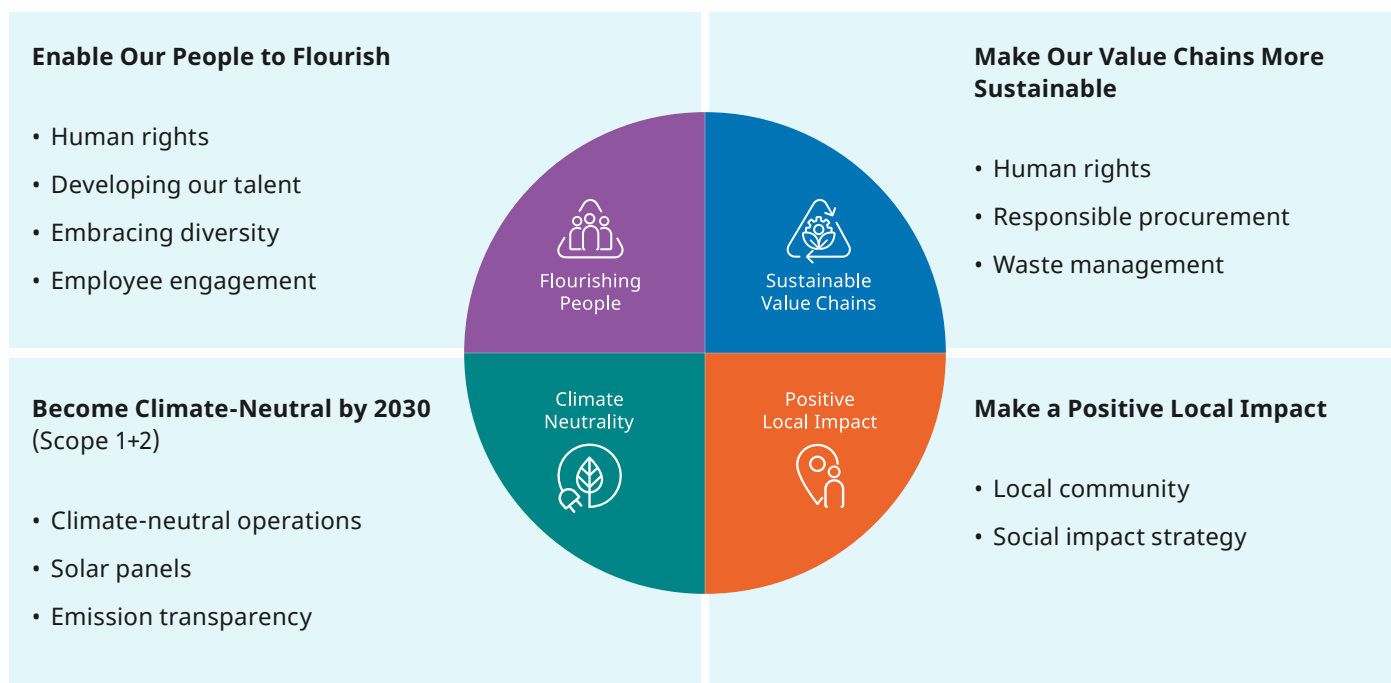 Enable Our People to Flourish
• Human rights
• Developing our talent
• Embracing diversity
• Employee engagement
Make Our Value Chains More
Sustainable
• Human rights
• Responsible procurement
• Waste management
Flourishing
People
Sustainable
Value Chains
Climate
Neutrality
Positive
Local Impact
Become Climate-Neutral by 2030
(Scope 1+2)
• Climate-neutral operations
• Solar panels
• Emission transparency
Make a Positive Local Impact
• Local community
• Social impact strategy